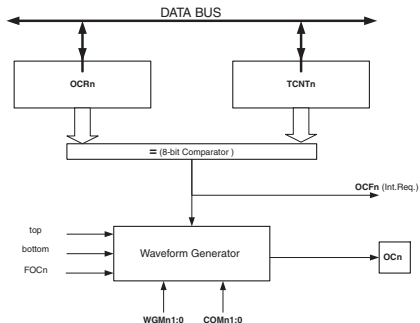 DATA BUS
OCRn
TCNTn
= (8-bit Comparator )
OCFn (Int.Req.)
top
bottom
FOCn
Waveform Generator
OCn
WGMn1:0
COMn1:0